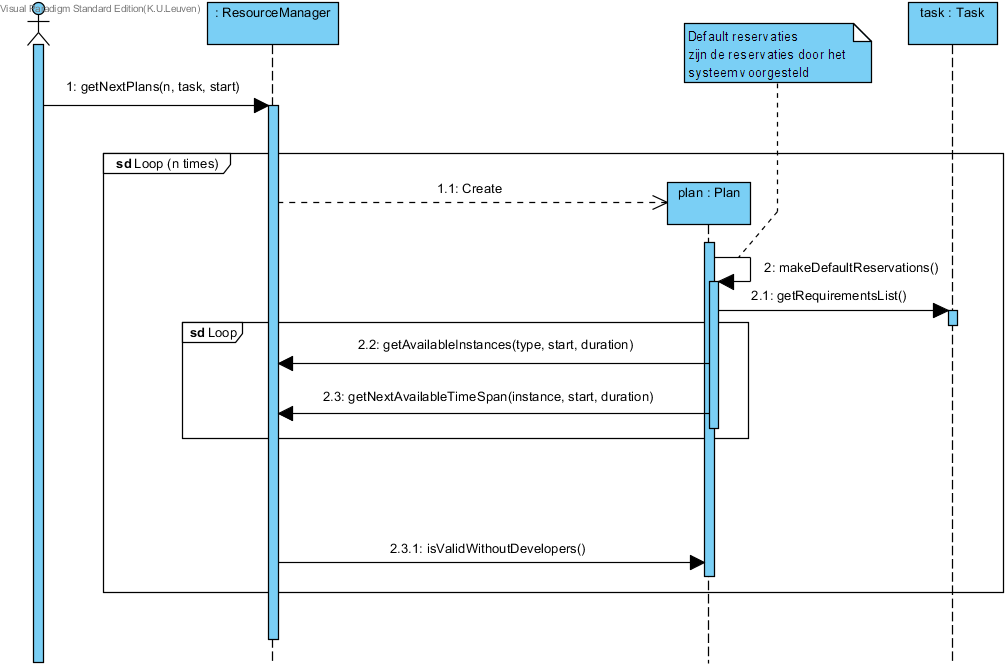 Visual Paradigm Standard Edition(K.U.Leuven)
: ResourceManager
task : Task
Default reservaties
zijn de reservaties door het
systeem voorgesteld
1: getNextPlans(n, task, start)
sd Loop (n times)
1.1: Create
plan : Plan
2: makeDefaultReservations()
2.1: getRequirementsList()
sd Loop
2.2: getAvailableInstances(type, start, duration)
2.3: getNextAvailableTimeSpan(instance, start, duration)
2.3.1: isValidWithoutDevelopers()